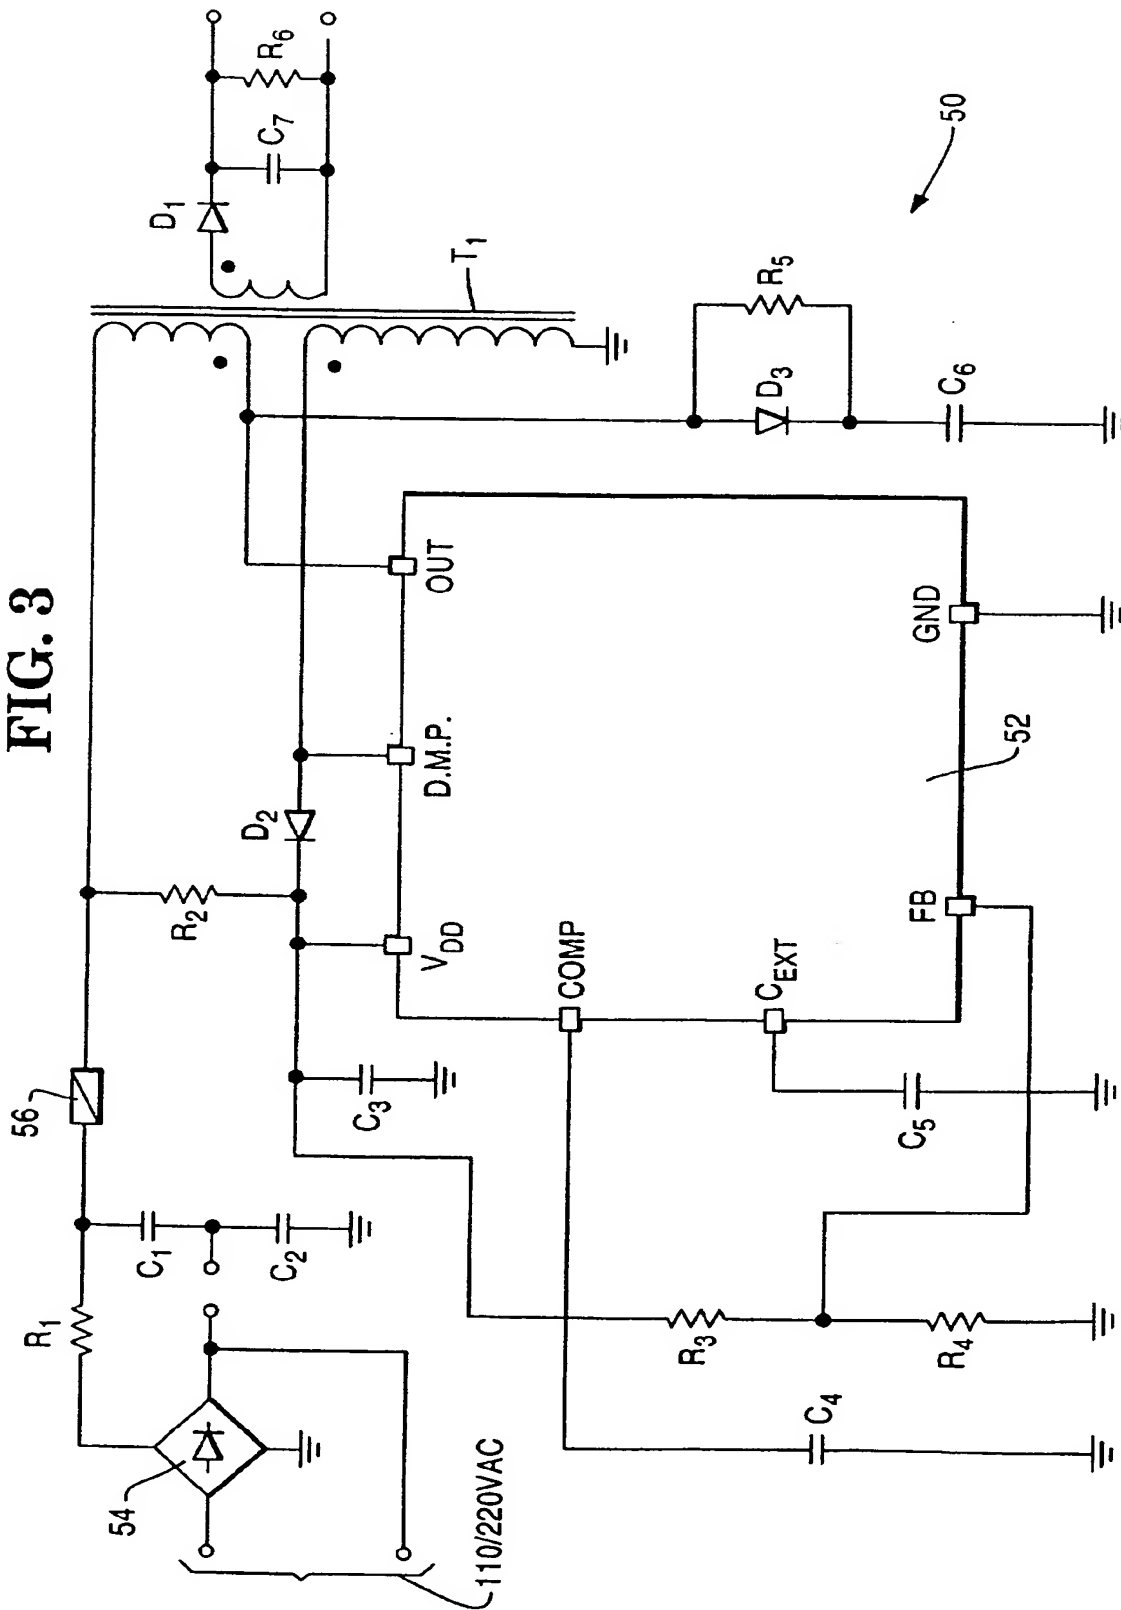 FIG. 3
110/220VAC
54
R1
C1
C2
56
R2
C3
D2
T1
D1
C7
R6
50
VDD
D.M.P.
OUT
COMP
CEXT
FB
GND
52
R3
R4
C4
C5
D3
R5
C6